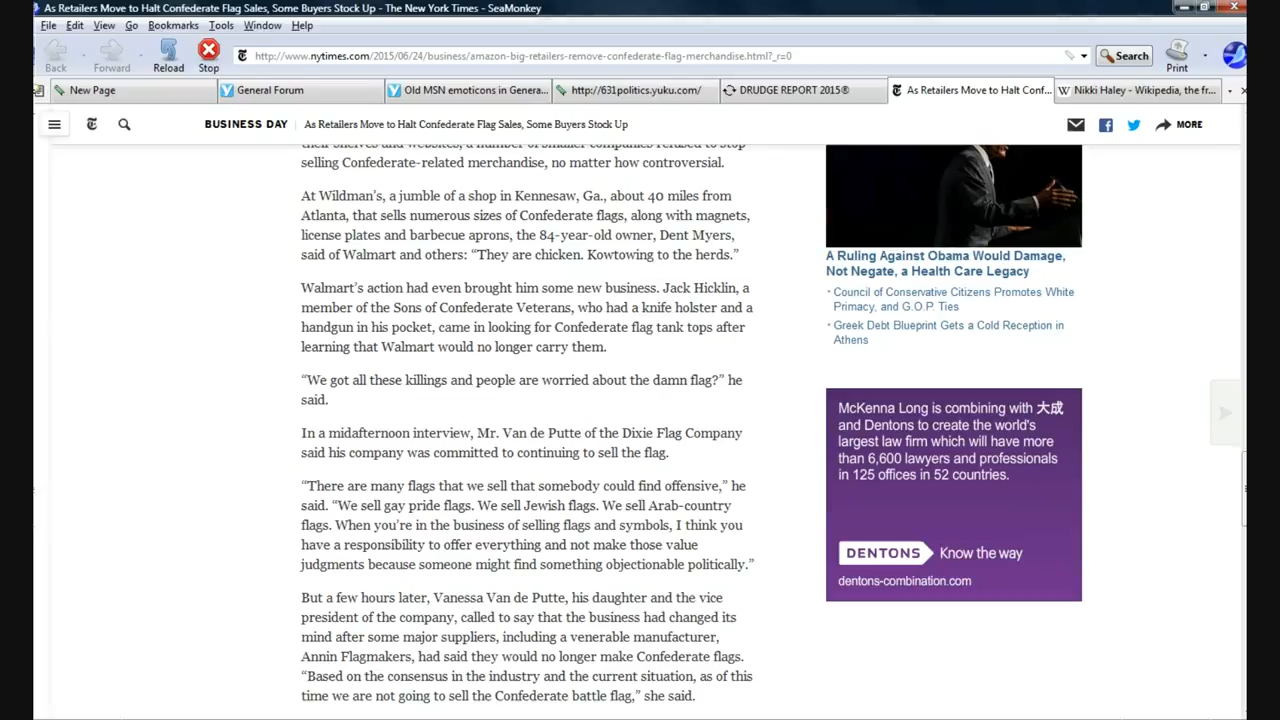 As Retailers Move to Halt Confederate Flag Sales, Some Buyers Stock Up - The New York Times - SeaMonkey
File Edit View Go Bookmarks Tools Window Help
Back Forward Reload Stop
http://www.nytimes.com/2015/06/24/business/amazon-big-retailers-remove-confederate-flag-merchandise.html?_r=0
Search
Print
New Page
General Forum
Old MSN emoticons in Genera...
http://631politics.yuku.com/
DRUDGE REPORT 2015®
As Retailers Move to Halt Conf...
Nikki Haley - Wikipedia, the fr...
BUSINESS DAY As Retailers Move to Halt Confederate Flag Sales, Some Buyers Stock Up
MORE
their shelves and websites, a number of smaller companies refused to stop
selling Confederate-related merchandise, no matter how controversial.
At Wildman's, a jumble of a shop in Kennesaw, Ga., about 40 miles from
Atlanta, that sells numerous sizes of Confederate flags, along with magnets,
license plates and barbecue aprons, the 84-year-old owner, Dent Myers,
said of Walmart and others: “They are chicken. Kowtowing to the herds.”
Walmart's action had even brought him some new business. Jack Hicklin, a
member of the Sons of Confederate Veterans, who had a knife holster and a
handgun in his pocket, came in looking for Confederate flag tank tops after
learning that Walmart would no longer carry them.
“We got all these killings and people are worried about the damn flag?” he
said.
In a midafternoon interview, Mr. Van de Putte of the Dixie Flag Company
said his company was committed to continuing to sell the flag.
“There are many flags that we sell that somebody could find offensive,” he
said. “We sell gay pride flags. We sell Jewish flags. We sell Arab-country
flags. When you're in the business of selling flags and symbols, I think you
have a responsibility to offer everything and not make those value
judgments because someone might find something objectionable politically.”
But a few hours later, Vanessa Van de Putte, his daughter and the vice
president of the company, called to say that the business had changed its
mind after some major suppliers, including a venerable manufacturer,
Annin Flagmakers, had said they would no longer make Confederate flags.
“Based on the consensus in the industry and the current situation, as of this
time we are not going to sell the Confederate battle flag,” she said.
A Ruling Against Obama Would Damage,
Not Negate, a Health Care Legacy
Council of Conservative Citizens Promotes White
Primacy, and G.O.P. Ties
Greek Debt Blueprint Gets a Cold Reception in
Athens
McKenna Long is combining with 大成
and Dentons to create the world's
largest law firm which will have more
than 6,600 lawyers and professionals
in 125 offices in 52 countries.
DENTONS Know the way
dentons-combination.com